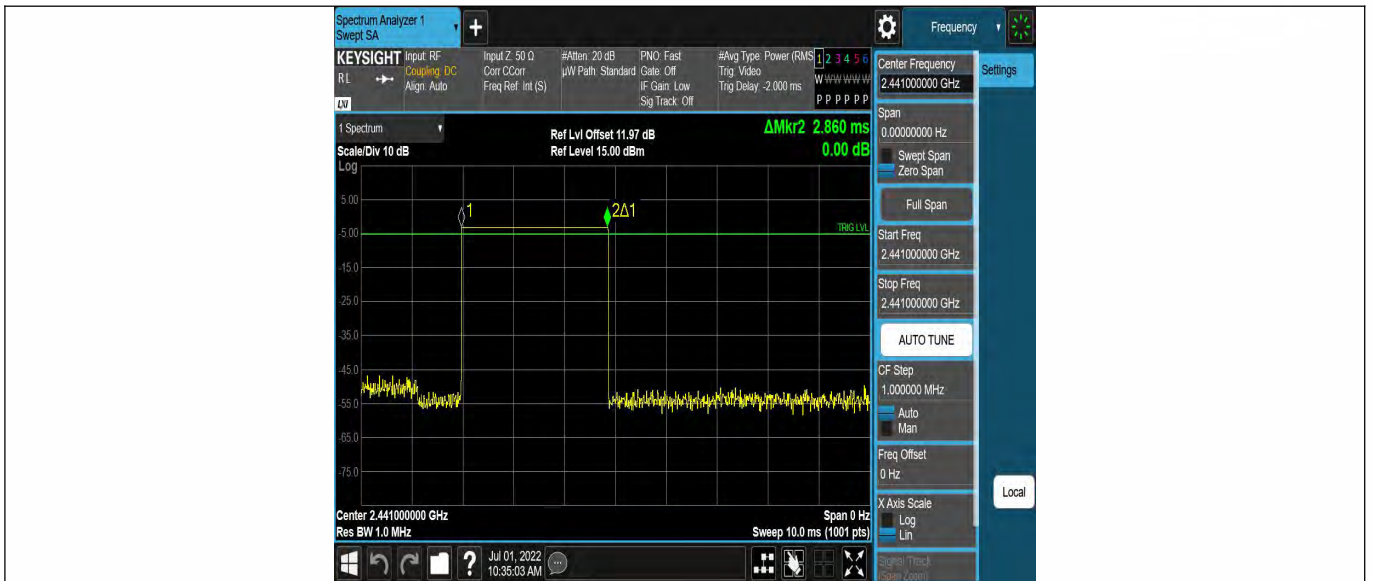 Spectrum Analyzer 1
Swept SA
+
Frequency
KEYSIGHT
RL
LXI
Input: RF
Coupling: DC
Align: Auto
Input Z: 50 Ω
Corr CCorr
Freq Ref: Int (S)
#Atten: 20 dB
µW Path: Standard
PNO: Fast
Gate: Off
IF Gain: Low
Sig Track: Off
#Avg Type: Power (RMS
Trig: Video
Trig Delay: -2.000 ms
1 2 3 4 5 6
W W W W W W
P P P P P P
1 Spectrum
Scale/Div 10 dB
Log
Ref Lvl Offset 11.97 dB
Ref Level 15.00 dBm
ΔMkr2 2.860 ms
0.00 dB
5.00
-5.00
-15.0
-25.0
-35.0
-45.0
-55.0
-65.0
-75.0
1
2Δ1
TRIG LVL
Center 2.441000000 GHz
Res BW 1.0 MHz
Span 0 Hz
Sweep 10.0 ms (1001 pts)
?
Jul 01, 2022
10:35:03 AM
Center Frequency
2.441000000 GHz
Span
0.00000000 Hz
Swept Span
Zero Span
Full Span
Start Freq
2.441000000 GHz
Stop Freq
2.441000000 GHz
AUTO TUNE
CF Step
1.000000 MHz
Auto
Man
Freq Offset
0 Hz
X Axis Scale
Log
Lin
Signal Track
(Span Zoom)
Settings
Local